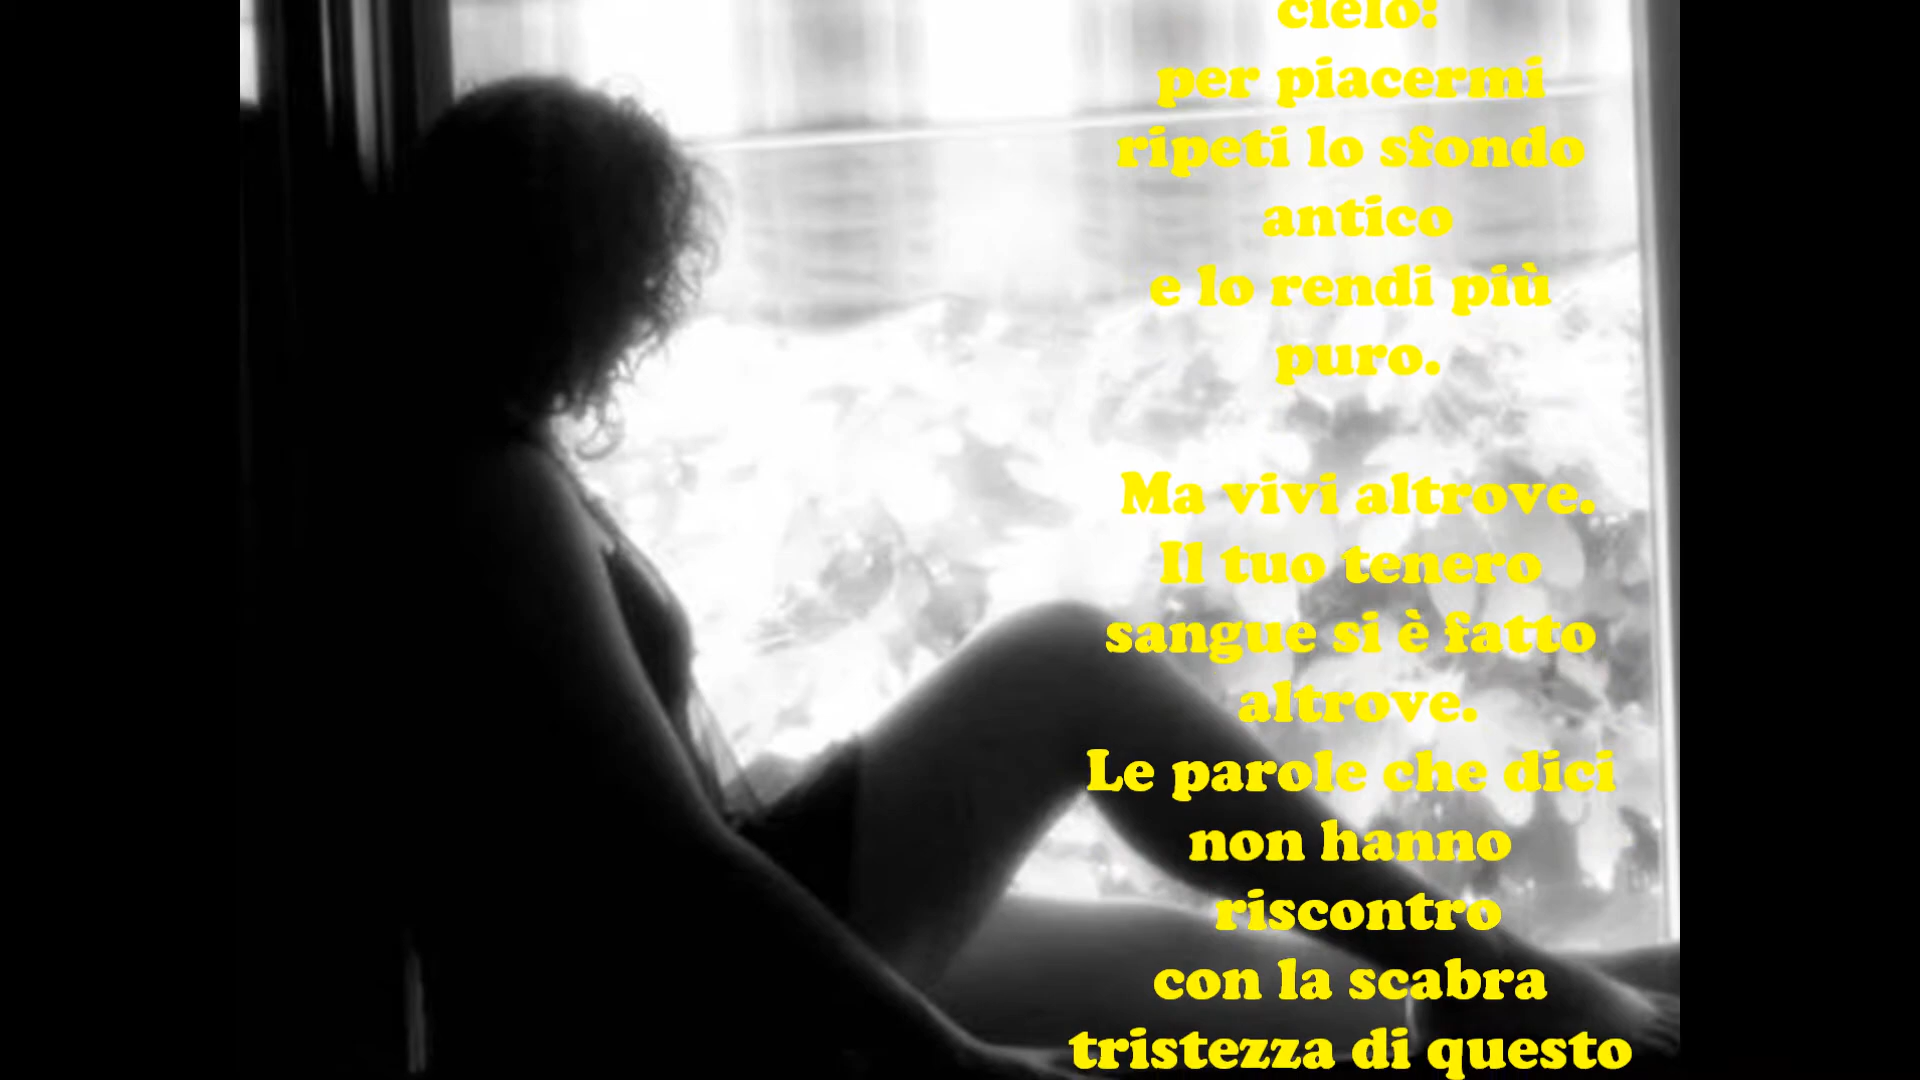 cielo:
per piacermi
ripeti lo sfondo
antico
e lo rendi più
puro.
Ma vivi altrove.
Il tuo tenero
sangue si è fatto
altrove.
Le parole che dici
non hanno
riscontro
con la scabra
tristezza di questo